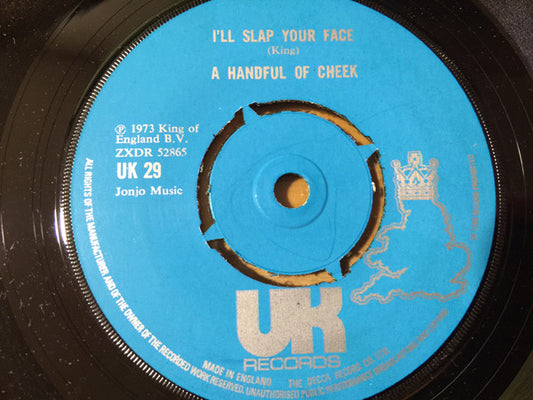 I'LL SLAP YOUR FACE
(King)
A HANDFUL OF CHEEK
℗ 1973 King of
England B.V.
ZXDR 52865
UK 29
Jonjo Music
UK
RECORDS
MADE IN ENGLAND THE DECCA RECORD CO. LTD.
ALL RIGHTS OF THE MANUFACTURER AND OF THE OWNER OF THE RECORDED WORK RESERVED. UNAUTHORISED PUBLIC PERFORMANCE